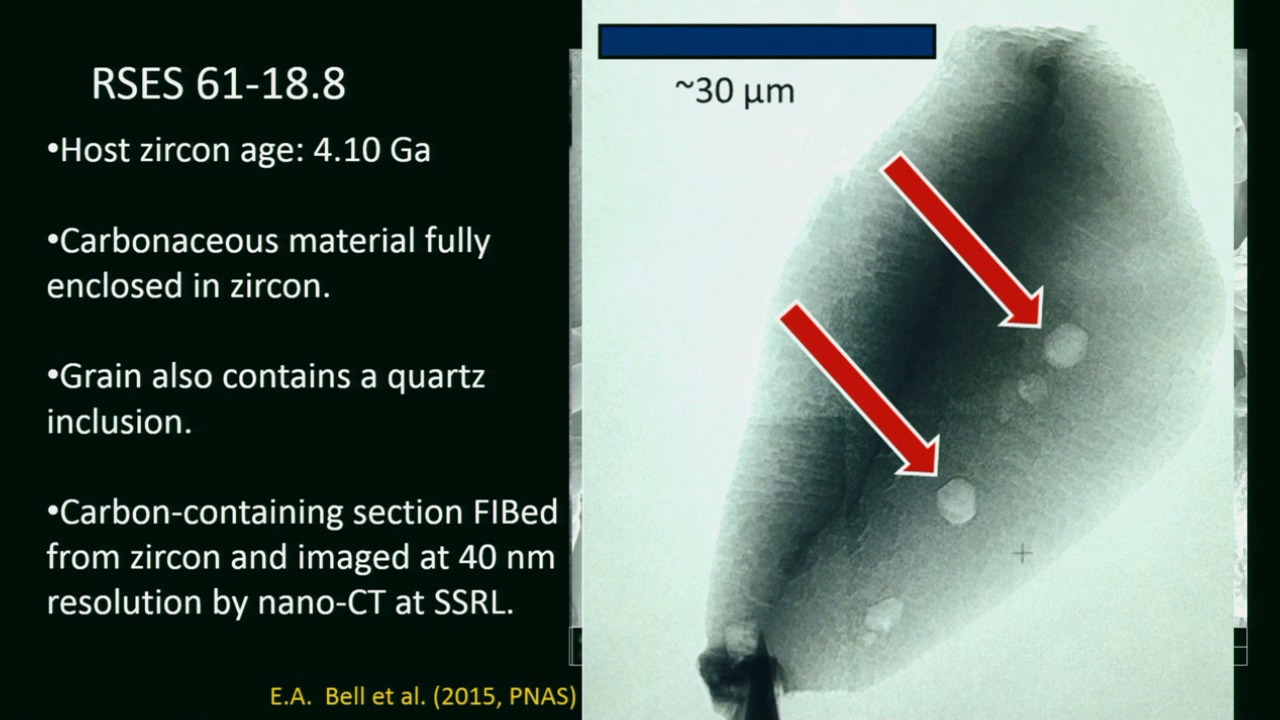 RSES 61-18.8
•Host zircon age: 4.10 Ga
•Carbonaceous material fully
enclosed in zircon.
•Grain also contains a quartz
inclusion.
•Carbon-containing section FIBed
from zircon and imaged at 40 nm
resolution by nano-CT at SSRL.
E.A. Bell et al. (2015, PNAS)
~30 µm